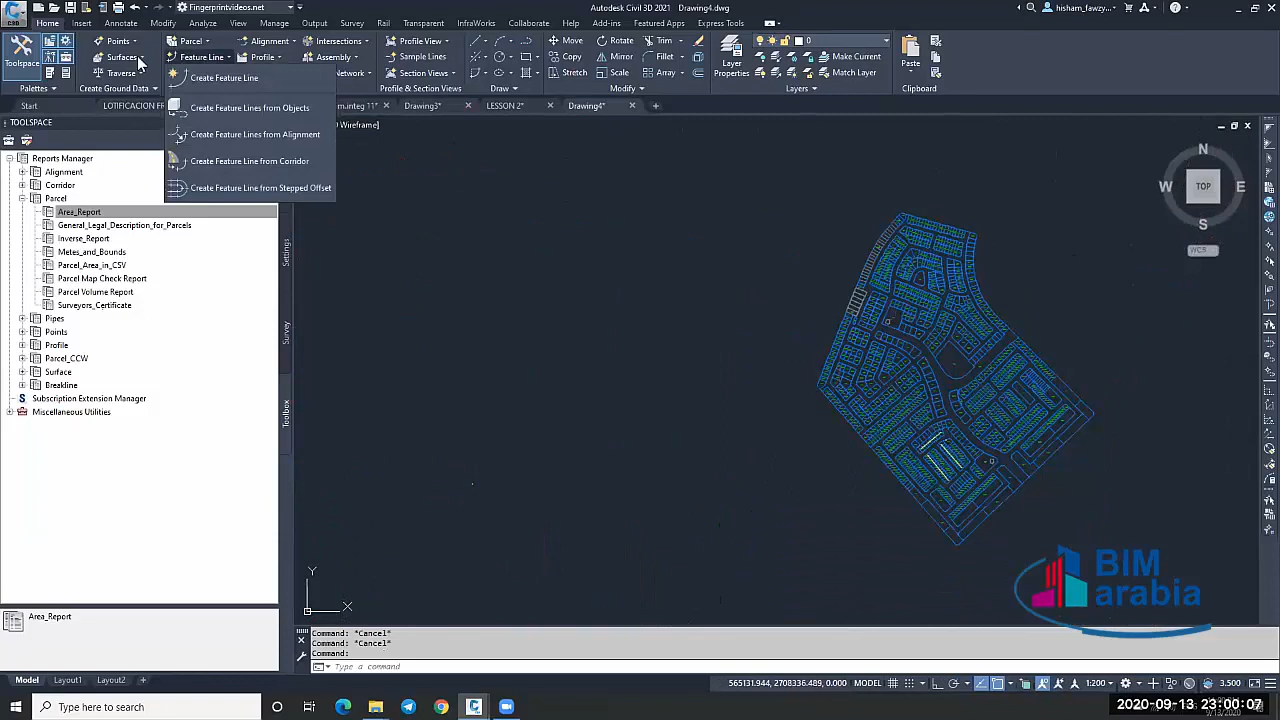 Fingerprintvideos.net
Autodesk Civil 3D 2021 Drawing4.dwg
hisham_fawzy...
Home Insert Annotate Modify Analyze View Manage Output Survey Rail Transparent InfraWorks Collaborate Help Add-ins Featured Apps Express Tools
Toolspace
Palettes
Points
Surfaces
Traverse
Create Ground Data
Parcel
Feature Line
Alignment
Profile
Intersections
Assembly
Network
Profile View
Sample Lines
Section Views
Profile & Section Views
Draw
Move
Copy
Stretch
Rotate
Mirror
Scale
Trim
Fillet
Array
Modify
Layer
Properties
0
Make Current
Match Layer
Layers
Paste
Clipboard
Create Feature Line
Create Feature Lines from Objects
Create Feature Lines from Alignment
Create Feature Line from Corridor
Create Feature Line from Stepped Offset
Start
LOTIFICACION FR
m.integ 11*
Drawing3*
LESSON 2*
Drawing4*
TOOLSPACE
Wireframe]
Reports Manager
Alignment
Corridor
Parcel
Area_Report
General_Legal_Description_for_Parcels
Inverse_Report
Metes_and_Bounds
Parcel_Area_in_CSV
Parcel Map Check Report
Parcel Volume Report
Surveyors_Certificate
Pipes
Points
Profile
Parcel_CCW
Surface
Breakline
Subscription Extension Manager
Miscellaneous Utilities
Settings
Survey
Toolbox
N
W TOP E
S
WCS
Y
X
BIM
arabia
Area_Report
Command: *Cancel*
Command: *Cancel*
Command:
Type a command
Model Layout1 Layout2 +
565131.944, 2708336.489, 0.000 MODEL
1:200
3.500
Type here to search
2020-09-13 23:00:07